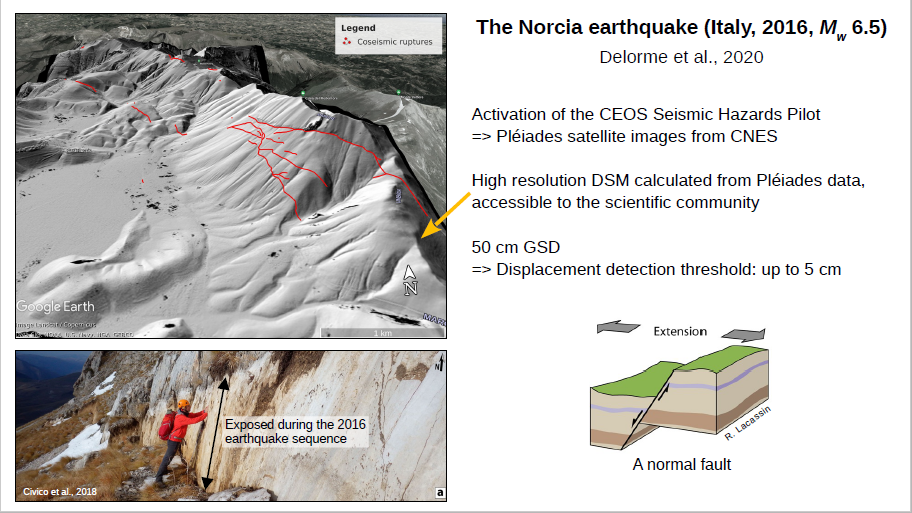 The Norcia earthquake (Italy, 2016, Mw 6.5)
Delorme et al., 2020
Legend
Coseismic ruptures
Activation of the CEOS Seismic Hazards Pilot
=> Pléiades satellite images from CNES
High resolution DSM calculated from Pléiades data,
accessible to the scientific community
50 cm GSD
=> Displacement detection threshold: up to 5 cm
N
Google Earth
Image Landsat / Copernicus
1 km
Extension
R. Lacassin
A normal fault
N
Exposed during the 2016
earthquake sequence
Civico et al., 2018
a